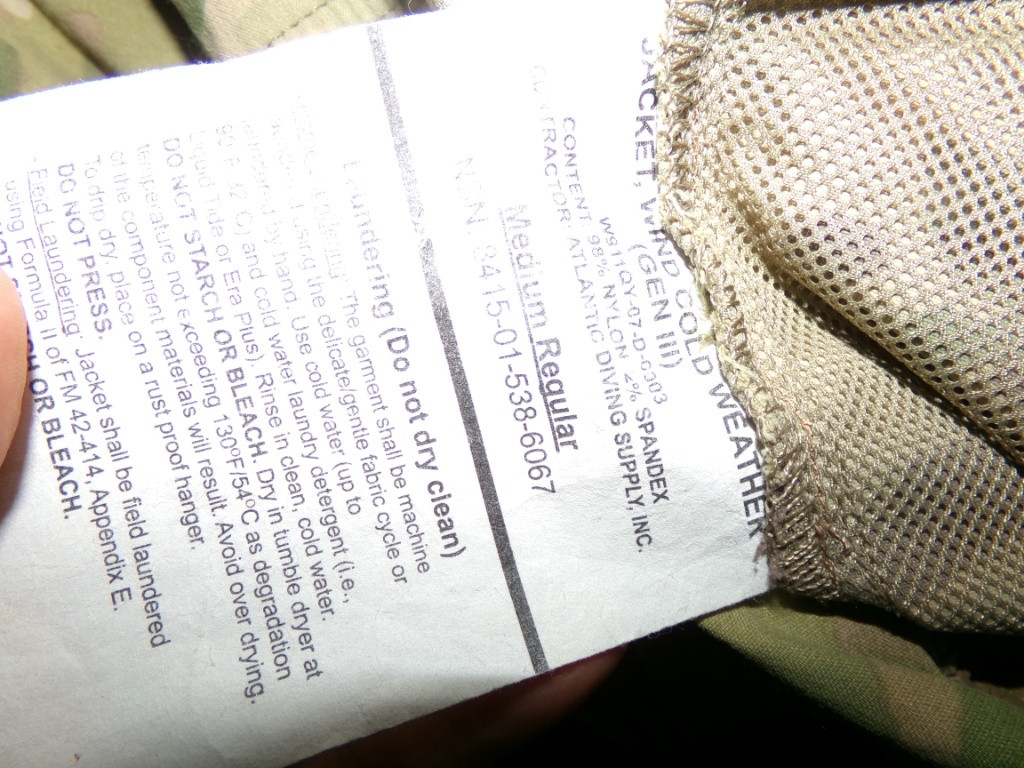 JACKET, WIND COLD WEATHER
(GEN III)
W911QY-07-D-0303
CONTENT: 98% NYLON 2% SPANDEX
CONTRACTOR: ATLANTIC DIVING SUPPLY, INC.
Medium Regular
NSN: 8415-01-538-6067
Laundering (Do not dry clean)
The garment shall be machine
using the delicate/gentle fabric cycle or
by hand. Use cold water (up to
and cold water laundry detergent (i.e.,
Liquid Tide or Era Plus). Rinse in clean, cold water.
DO NOT STARCH OR BLEACH. Dry in tumble dryer at
temperature not exceeding 130ºF/54ºC as degradation
of the component materials will result. Avoid over drying.
To drip dry, place on a rust proof hanger.
DO NOT PRESS.
- Field Laundering: Jacket shall be field laundered
using Formula II of FM 42-414, Appendix E.
OR BLEACH.